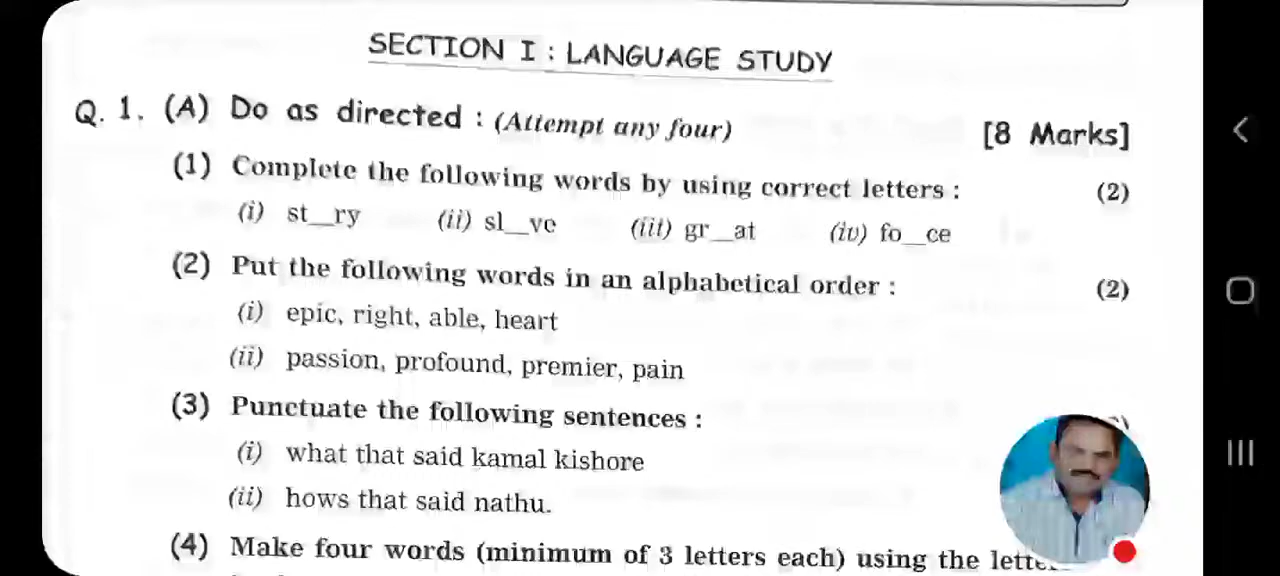 SECTION I : LANGUAGE STUDY
Q. 1. (A) Do as directed : (Attempt any four) [8 Marks]
(1) Complete the following words by using correct letters : (2)
(i) st__ry (ii) sl__ve (iii) gr__at (iv) fo__ce
(2) Put the following words in an alphabetical order : (2)
(i) epic, right, able, heart
(ii) passion, profound, premier, pain
(3) Punctuate the following sentences :
(i) what that said kamal kishore
(ii) hows that said nathu.
(4) Make four words (minimum of 3 letters each) using the